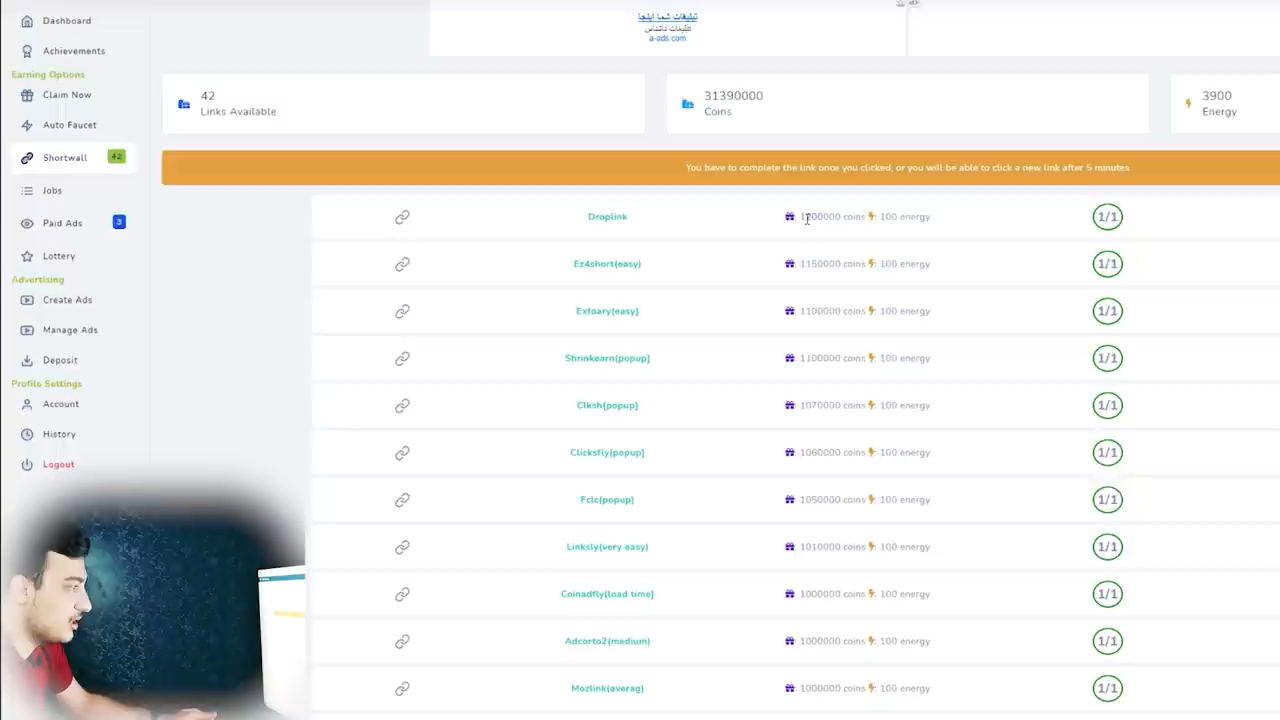 تبلیغات شما اینجا
تبلیغات ناشناس
a-ads.com
Dashboard
Achievements
Earning Options
Claim Now
Auto Faucet
Shortwall 42
Jobs
Paid Ads 3
Lottery
Advertising
Create Ads
Manage Ads
Deposit
Profile Settings
Account
History
Logout
42
Links Available
31390000
Coins
3900
Energy
You have to complete the link once you clicked, or you will be able to click a new link after 5 minutes
Droplink 1200000 coins : 100 energy 1/1
Ez4short(easy) 1150000 coins : 100 energy 1/1
Exfoary(easy) 1100000 coins : 100 energy 1/1
Shrinkearn(popup) 1100000 coins : 100 energy 1/1
Clksh(popup) 1070000 coins : 100 energy 1/1
Clicksfly(popup) 1060000 coins : 100 energy 1/1
Fclc(popup) 1050000 coins : 100 energy 1/1
Linksly(very easy) 1010000 coins : 100 energy 1/1
Coinadfly(load time) 1000000 coins : 100 energy 1/1
Adcorto2(medium) 1000000 coins : 100 energy 1/1
Mozlink(averag) 1000000 coins : 100 energy 1/1